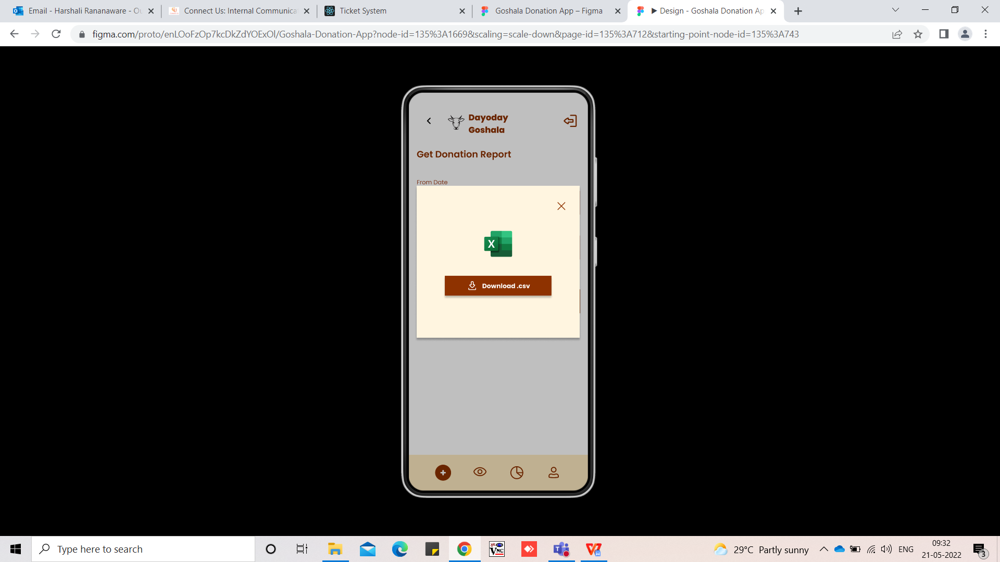 Email - Harshali Rananaware - Ou
Connect Us: Internal Communica
Ticket System
Goshala Donation App – Figma
Design - Goshala Donation Ap
figma.com/proto/enLOoFzOp7kcDkZdYOExOl/Goshala-Donation-App?node-id=135%3A1669&scaling=scale-down&page-id=135%3A712&starting-point-node-id=135%3A743
Dayoday
Goshala
Get Donation Report
From Date
X
Download .csv
Type here to search
VNC
29°C Partly sunny
ENG
09:32
21-05-2022
3